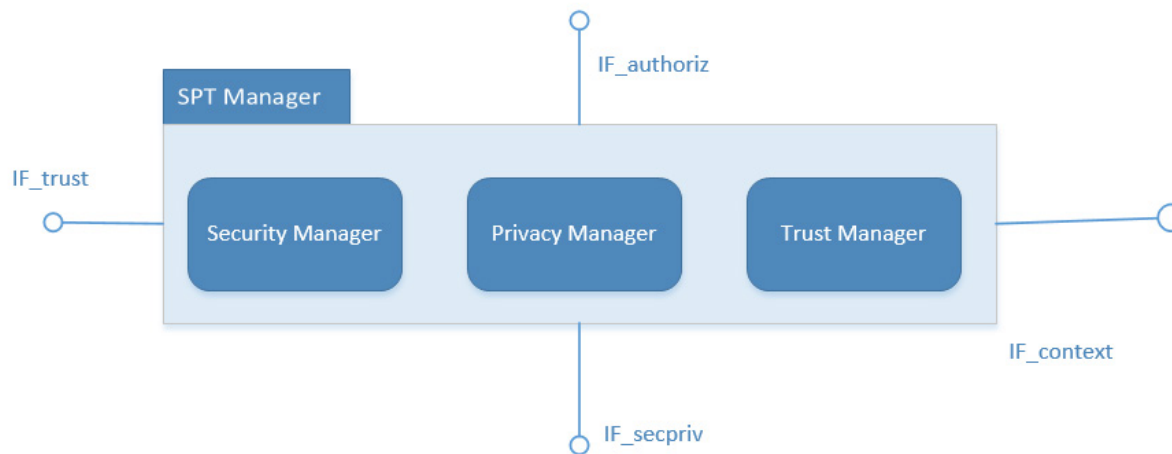 IF_authoriz
SPT Manager
IF_trust
Security Manager
Privacy Manager
Trust Manager
IF_context
IF_secpriv